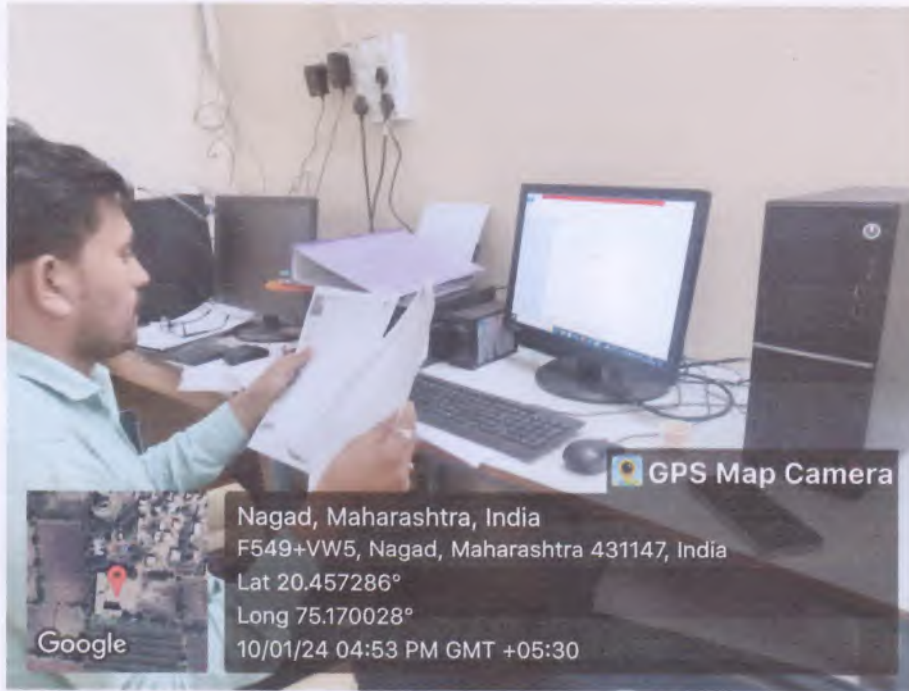 GPS Map Camera
Nagad, Maharashtra, India
F549+VW5, Nagad, Maharashtra 431147, India
Lat 20.457286°
Long 75.170028°
10/01/24 04:53 PM GMT +05:30
Google